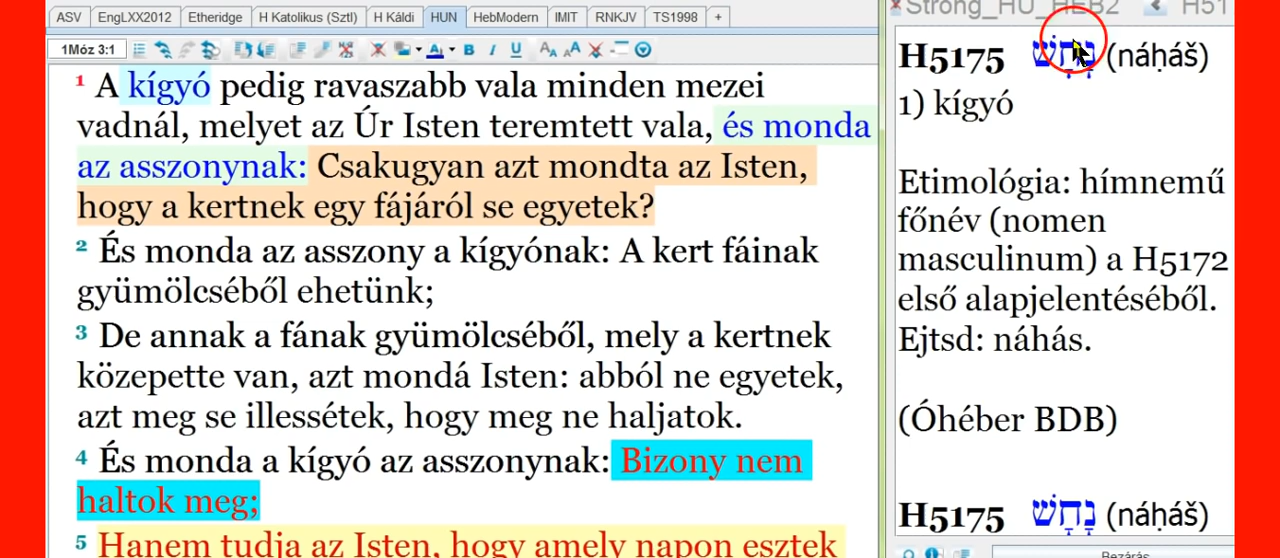 ASV EngLXX2012 Etheridge H Katolikus (Sztl) H Káldi HUN HebModern IMIT RNKJV TS1998 +
1Móz 3:1
1 A kígyó pedig ravaszabb vala minden mezei
vadnál, melyet az Úr Isten teremtett vala, és monda
az asszonynak: Csakugyan azt mondta az Isten,
hogy a kertnek egy fájáról se egyetek?
2 És monda az asszony a kígyónak: A kert fáinak
gyümölcséből ehetünk;
3 De annak a fának gyümölcséből, mely a kertnek
közepette van, azt mondá Isten: abból ne egyetek,
azt meg se illessétek, hogy meg ne haljatok.
4 És monda a kígyó az asszonynak: Bizony nem
haltok meg;
5 Hanem tudja az Isten, hogy amely napon esztek
Strong_HU_HEB2 H51
H5175 נָחָשׁ (náḥáš)
1) kígyó
Etimológia: hímnemű
főnév (nomen
masculinum) a H5172
első alapjelentéséből.
Ejtsd: náhás.
(Óhéber BDB)
H5175 נָחָשׁ (náḥáš)
Bezárás